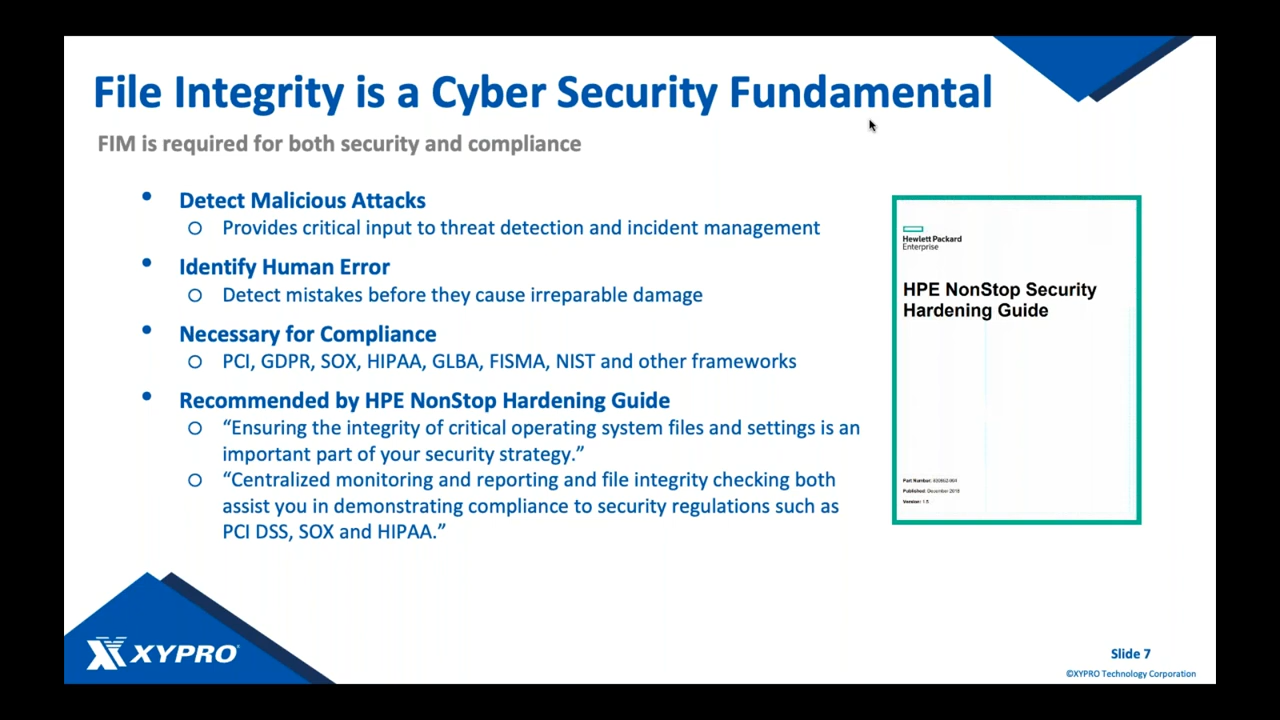 File Integrity is a Cyber Security Fundamental
FIM is required for both security and compliance
• Detect Malicious Attacks
○ Provides critical input to threat detection and incident management
• Identify Human Error
○ Detect mistakes before they cause irreparable damage
• Necessary for Compliance
○ PCI, GDPR, SOX, HIPAA, GLBA, FISMA, NIST and other frameworks
• Recommended by HPE NonStop Hardening Guide
○ “Ensuring the integrity of critical operating system files and settings is an
important part of your security strategy.”
○ “Centralized monitoring and reporting and file integrity checking both
assist you in demonstrating compliance to security regulations such as
PCI DSS, SOX and HIPAA.”
Hewlett Packard
Enterprise
HPE NonStop Security
Hardening Guide
Part Number:
Published: December
Version:
XYPRO
Slide 7
©XYPRO Technology Corporation